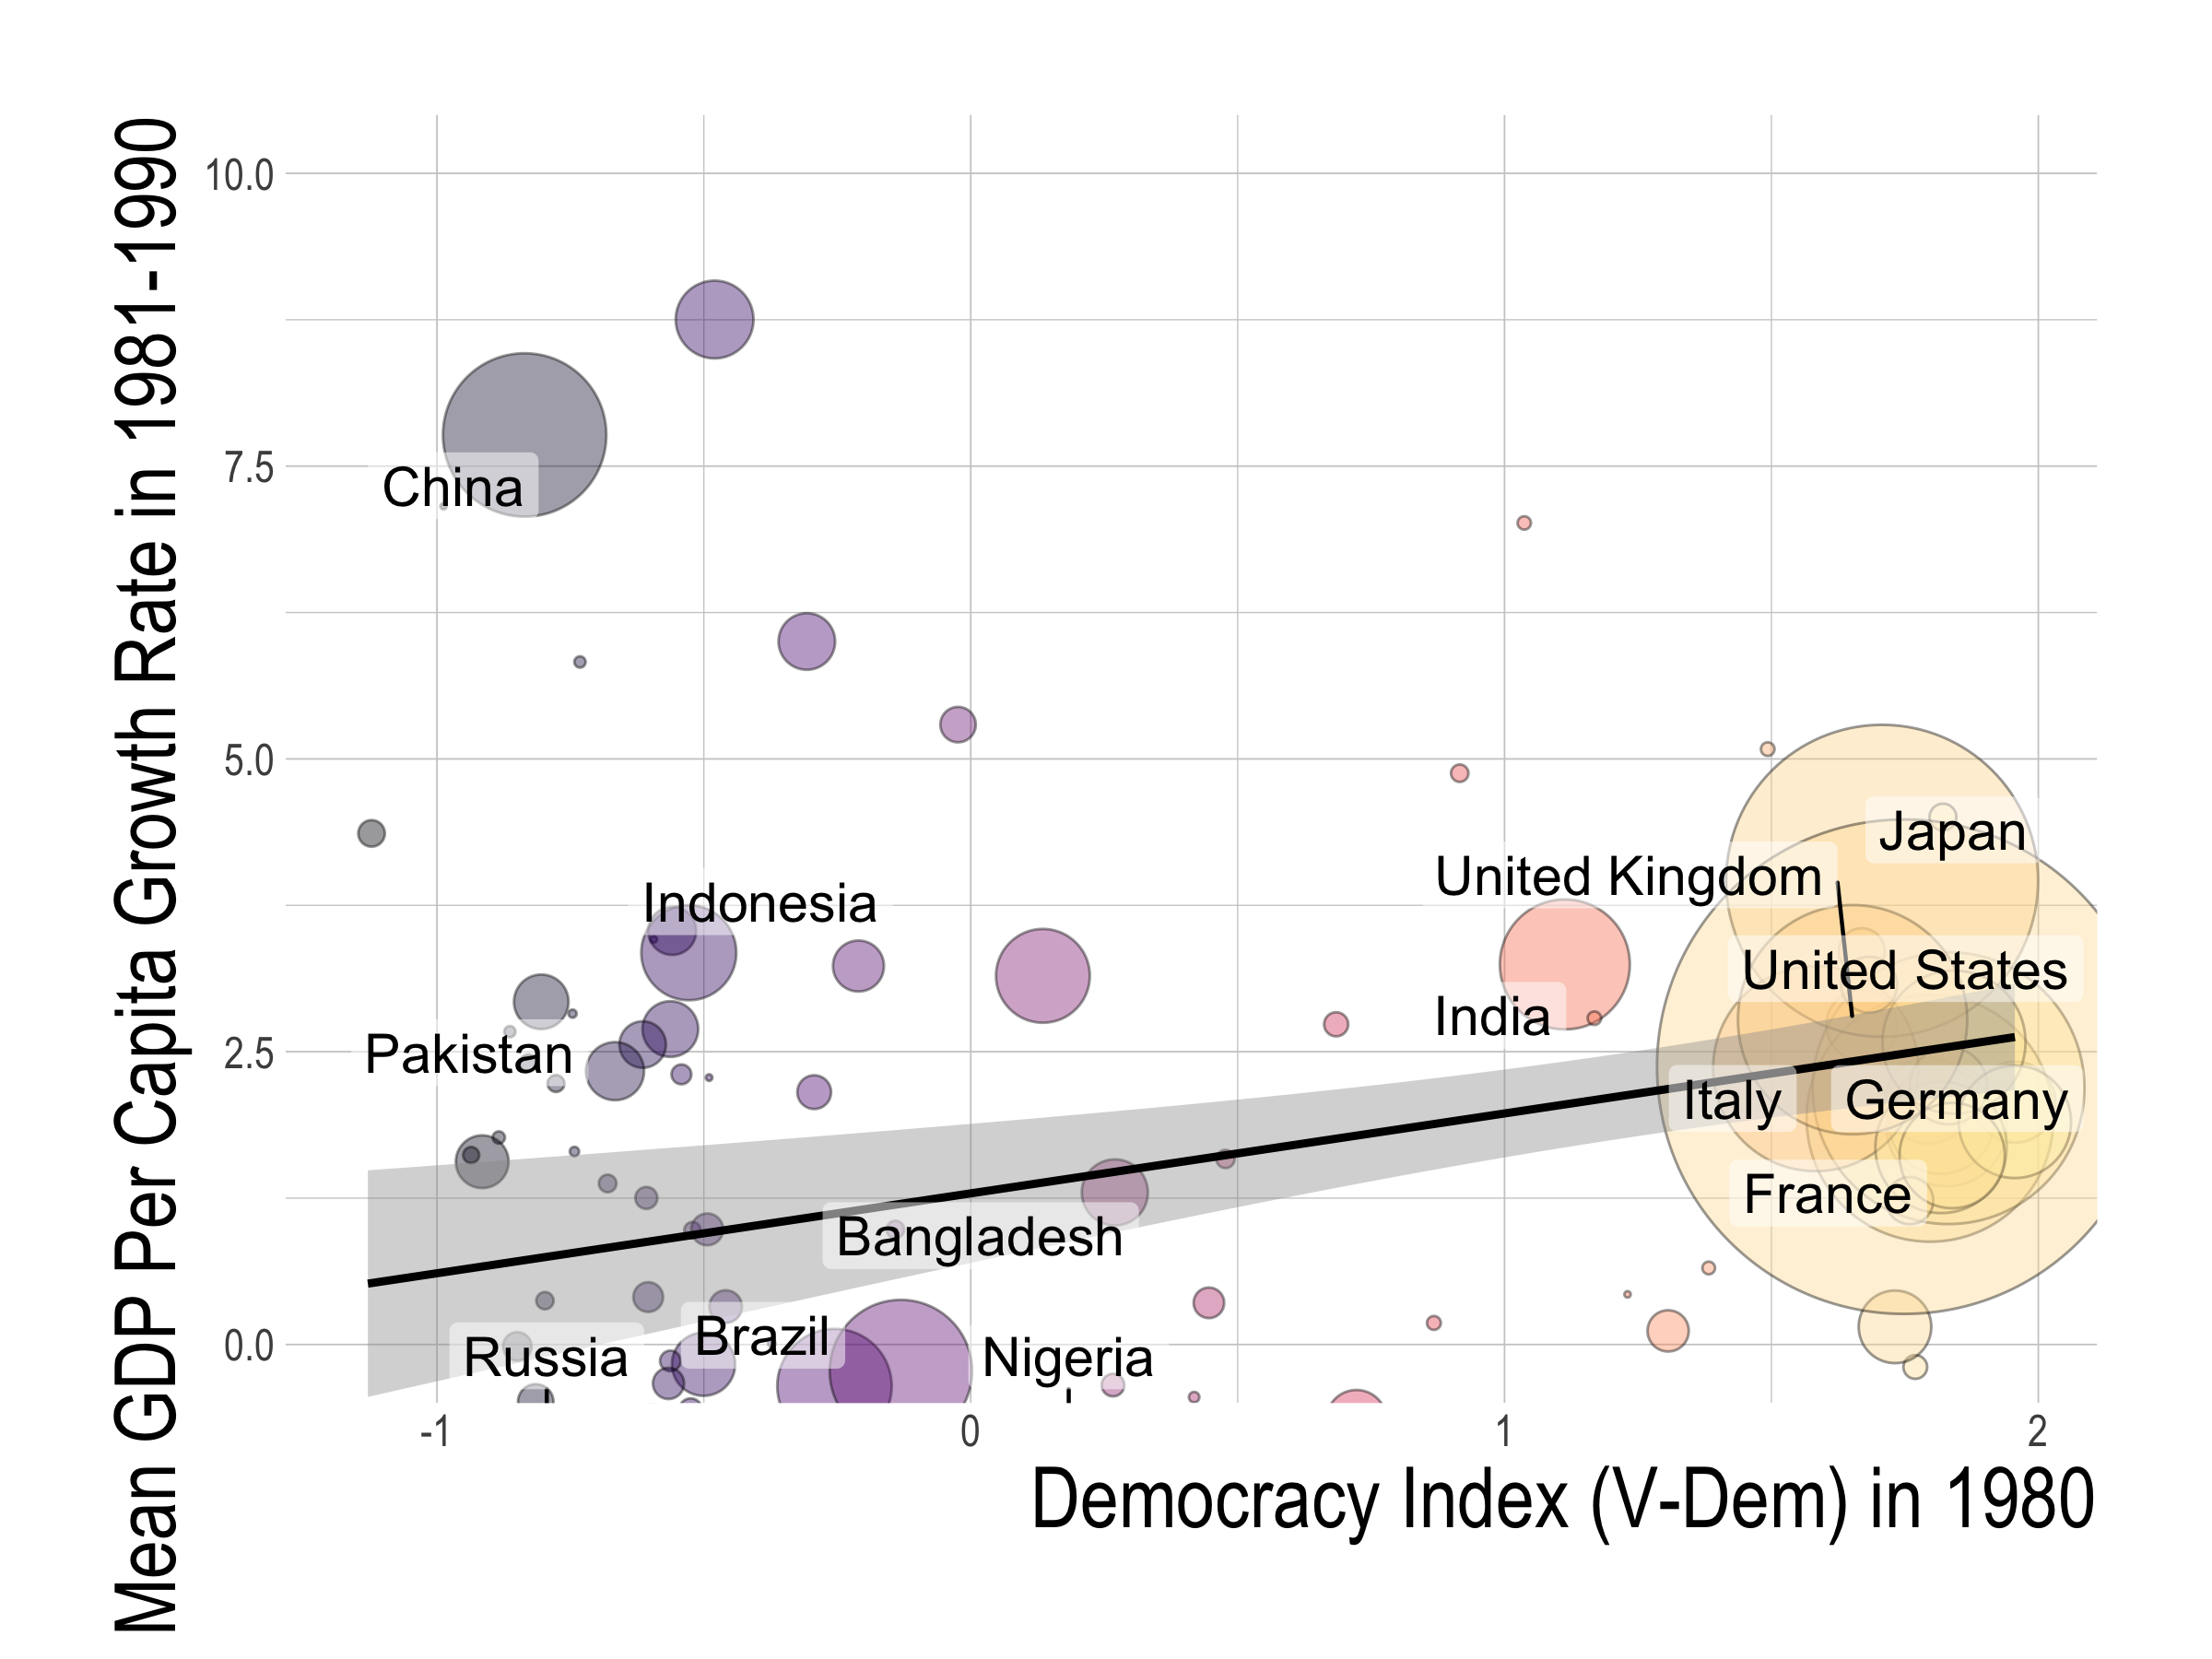 Mean GDP Per Capita Growth Rate in 1981-1990
10.0
7.5
5.0
2.5
0.0
China
Indonesia
Pakistan
Japan
United Kingdom
United States
India
Italy
Germany
France
Bangladesh
Brazil
Russia
Nigeria
-1
0
1
2
Democracy Index (V-Dem) in 1980